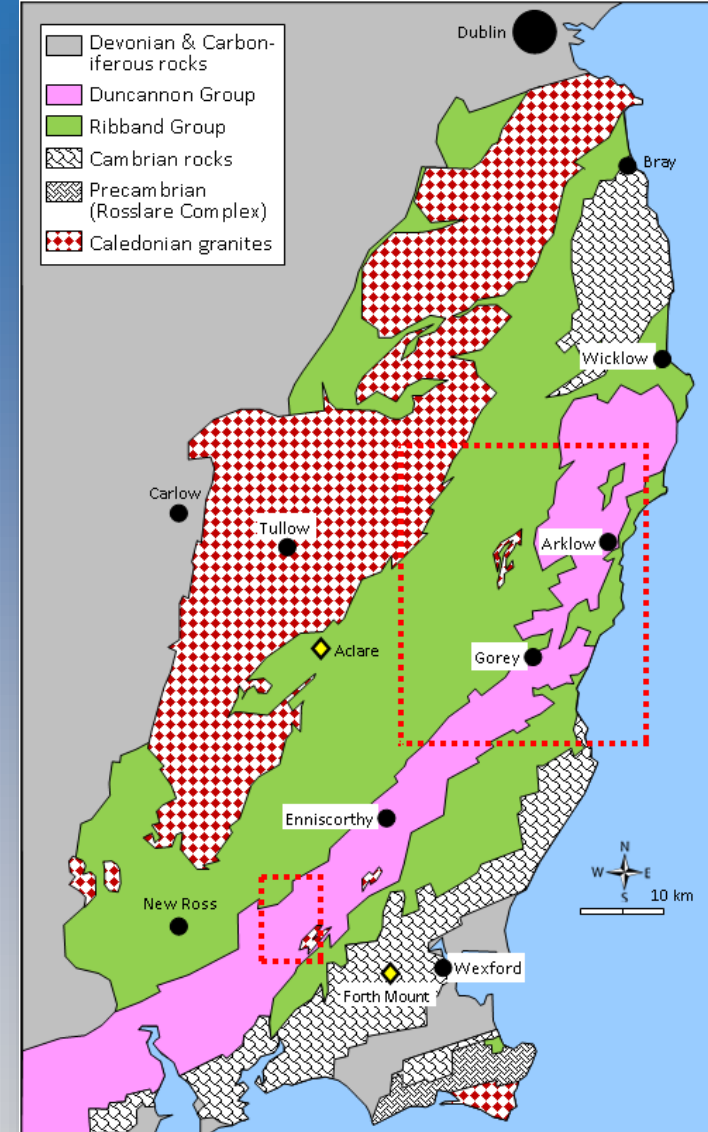 Devonian & Carbon-
iferous rocks
Duncannon Group
Ribband Group
Cambrian rocks
Precambrian
(Rosslare Complex)
Caledonian granites
Dublin
Bray
Wicklow
Carlow
Tullow
Arklow
Aclare
Gorey
Enniscorthy
N
W E
S
10 km
New Ross
Wexford
Forth Mount